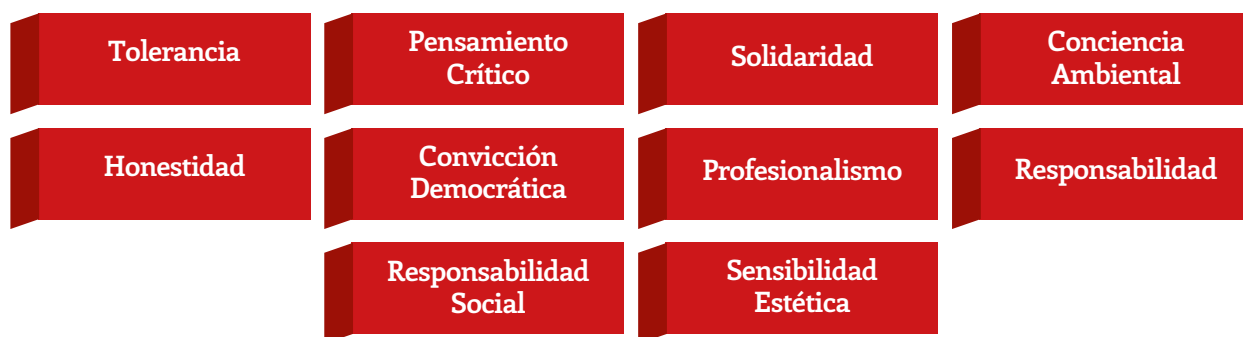 Tolerancia
Pensamiento
Crítico
Solidaridad
Conciencia
Ambiental
Honestidad
Convicción
Democrática
Profesionalismo
Responsabilidad
Responsabilidad
Social
Sensibilidad
Estética